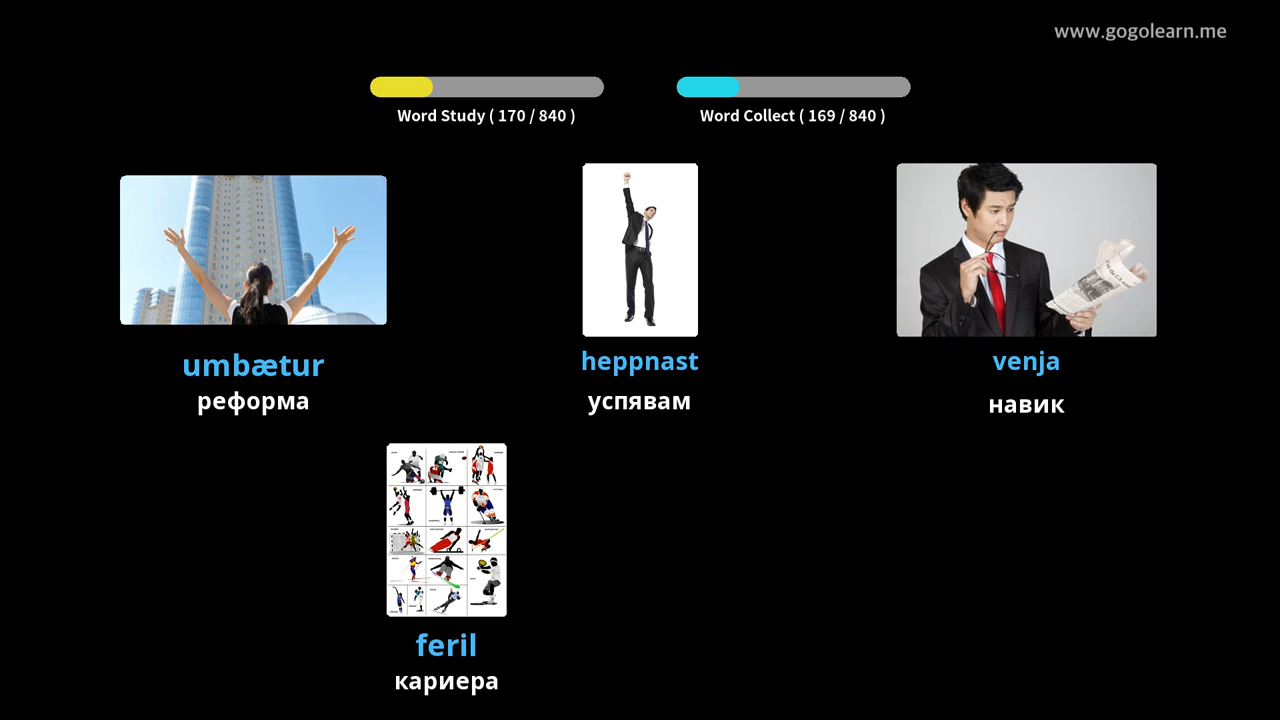 www.gogolearn.me
Word Study ( 170 / 840 )
Word Collect ( 169 / 840 )
umbætur
реформа
heppnast
успявам
venja
навик
feril
кариера